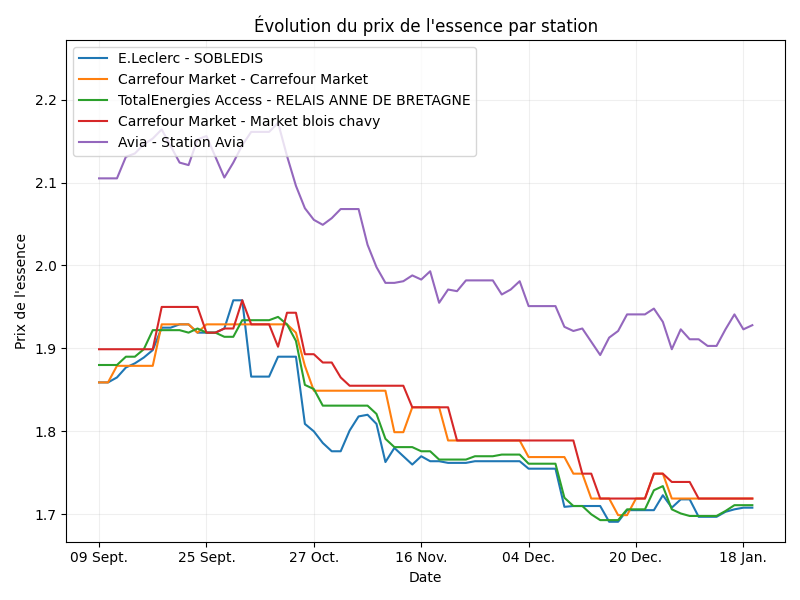 Évolution du prix de l'essence par station
E.Leclerc - SOBLEDIS
Carrefour Market - Carrefour Market
TotalEnergies Access - RELAIS ANNE DE BRETAGNE
Carrefour Market - Market blois chavy
Avia - Station Avia
Prix de l'essence
2.2
2.1
2.0
1.9
1.8
1.7
09 Sept.
25 Sept.
27 Oct.
16 Nov.
04 Dec.
20 Dec.
18 Jan.
Date